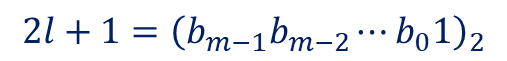 2l + 1 = (b_{m−1}b_{m−2} ⋯ b_0 1)_2